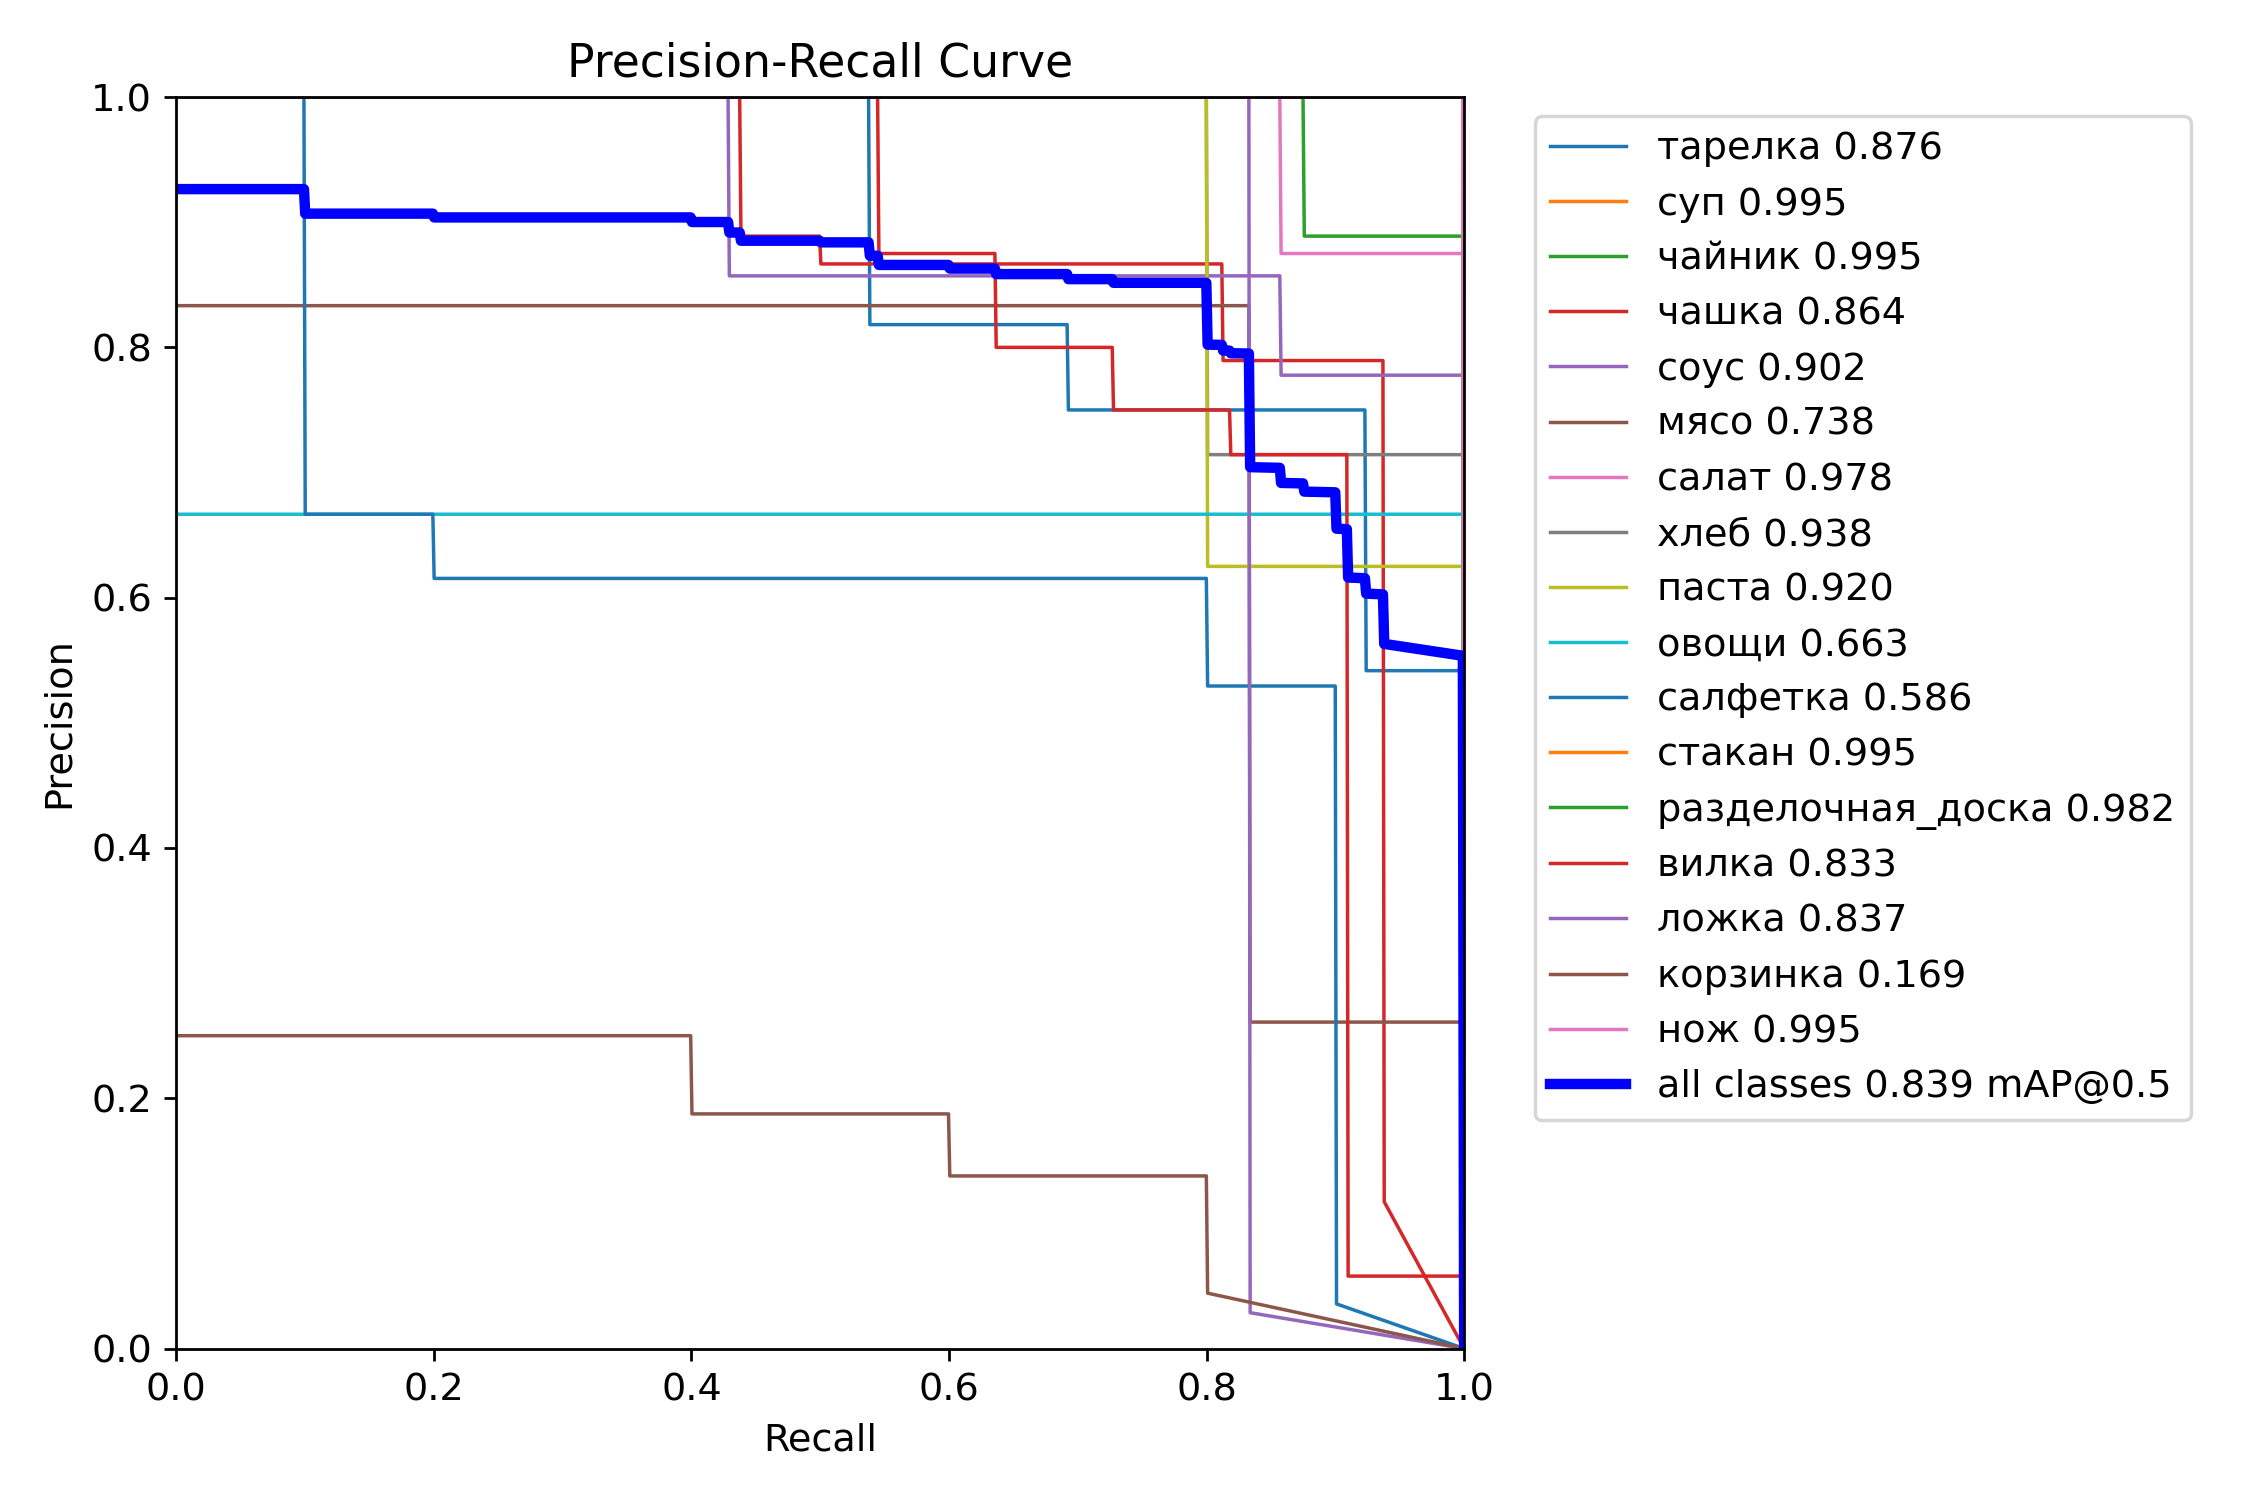 Precision-Recall Curve
1.0
0.8
0.6
0.4
0.2
0.0
Precision
0.0 0.2 0.4 0.6 0.8 1.0
Recall
тарелка 0.876
суп 0.995
чайник 0.995
чашка 0.864
соус 0.902
мясо 0.738
салат 0.978
хлеб 0.938
паста 0.920
овощи 0.663
салфетка 0.586
стакан 0.995
разделочная_доска 0.982
вилка 0.833
ложка 0.837
корзинка 0.169
нож 0.995
all classes 0.839 mAP@0.5